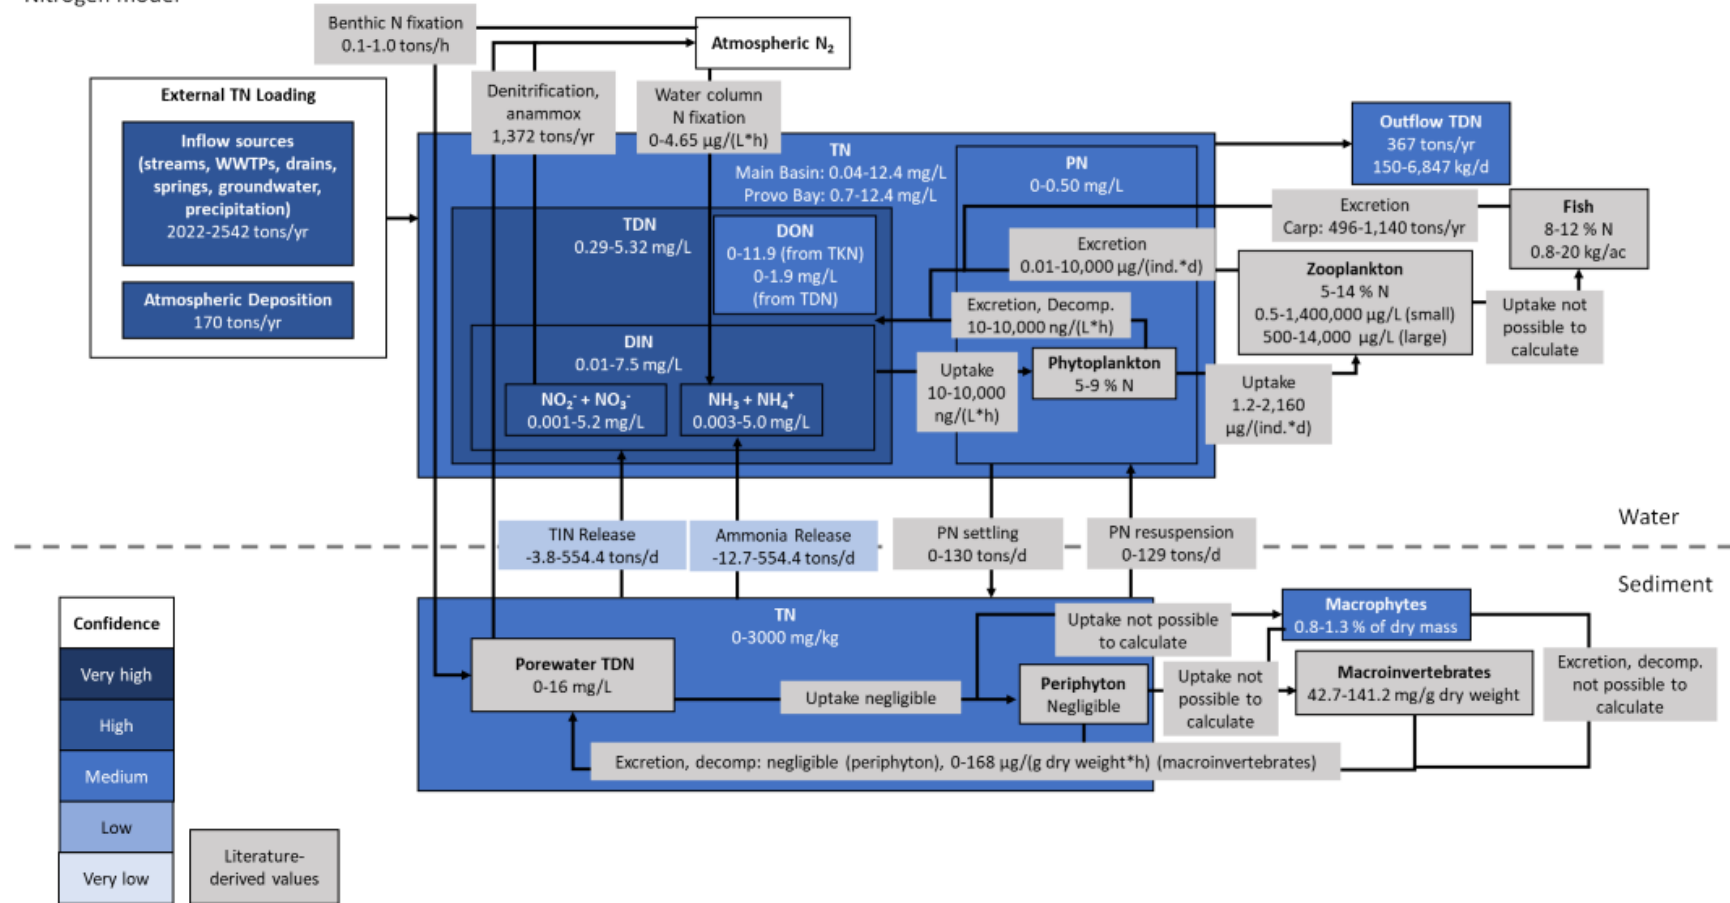 Nitrogen model
Benthic N fixation
0.1-1.0 tons/h
Atmospheric N2
External TN Loading
Inflow sources
(streams, WWTPs, drains,
springs, groundwater,
precipitation)
2022-2542 tons/yr
Atmospheric Deposition
170 tons/yr
Denitrification,
anammox
1,372 tons/yr
Water column
N fixation
0-4.65 µg/(L*h)
TN
Main Basin: 0.04-12.4 mg/L
Provo Bay: 0.7-12.4 mg/L
PN
0-0.50 mg/L
Outflow TDN
367 tons/yr
150-6,847 kg/d
TDN
0.29-5.32 mg/L
DON
0-11.9 (from TKN)
0-1.9 mg/L
(from TDN)
Excretion
Carp: 496-1,140 tons/yr
Fish
8-12 % N
0.8-20 kg/ac
Excretion
0.01-10,000 µg/(ind.*d)
Zooplankton
5-14 % N
0.5-1,400,000 µg/L (small)
500-14,000 µg/L (large)
Uptake not
possible to
calculate
Excretion, Decomp.
10-10,000 ng/(L*h)
DIN
0.01-7.5 mg/L
NO2- + NO3-
0.001-5.2 mg/L
NH3 + NH4+
0.003-5.0 mg/L
Uptake
10-10,000
ng/(L*h)
Phytoplankton
5-9 % N
Uptake
1.2-2,160
µg/(ind.*d)
TIN Release
-3.8-554.4 tons/d
Ammonia Release
-12.7-554.4 tons/d
PN settling
0-130 tons/d
PN resuspension
0-129 tons/d
Water
Sediment
TN
0-3000 mg/kg
Porewater TDN
0-16 mg/L
Uptake negligible
Uptake not possible
to calculate
Periphyton
Negligible
Uptake not
possible to
calculate
Macrophytes
0.8-1.3 % of dry mass
Macroinvertebrates
42.7-141.2 mg/g dry weight
Excretion, decomp.
not possible to
calculate
Excretion, decomp: negligible (periphyton), 0-168 µg/(g dry weight*h) (macroinvertebrates)
Confidence
Very high
High
Medium
Low
Very low
Literature-
derived values